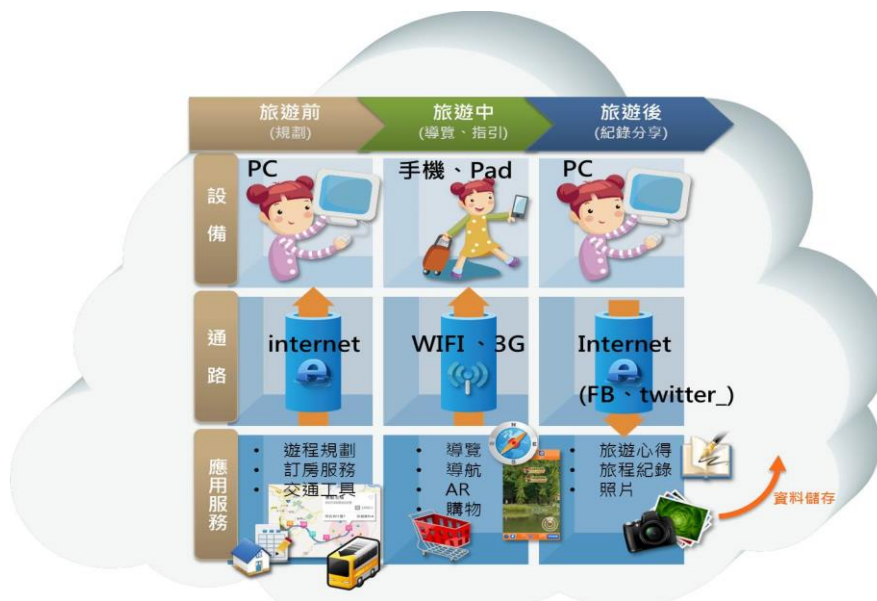 旅遊前
(規劃)
旅遊中
(導覽、指引)
旅遊後
(紀錄分享)
設備
PC
手機、Pad
PC
通路
internet
WIFI、3G
Internet
(FB、twitter_)
應用服務
• 遊程規劃
• 訂房服務
• 交通工具
• 導覽
• 導航
• AR
• 購物
• 旅遊心得
• 旅程紀錄
• 照片
資料儲存